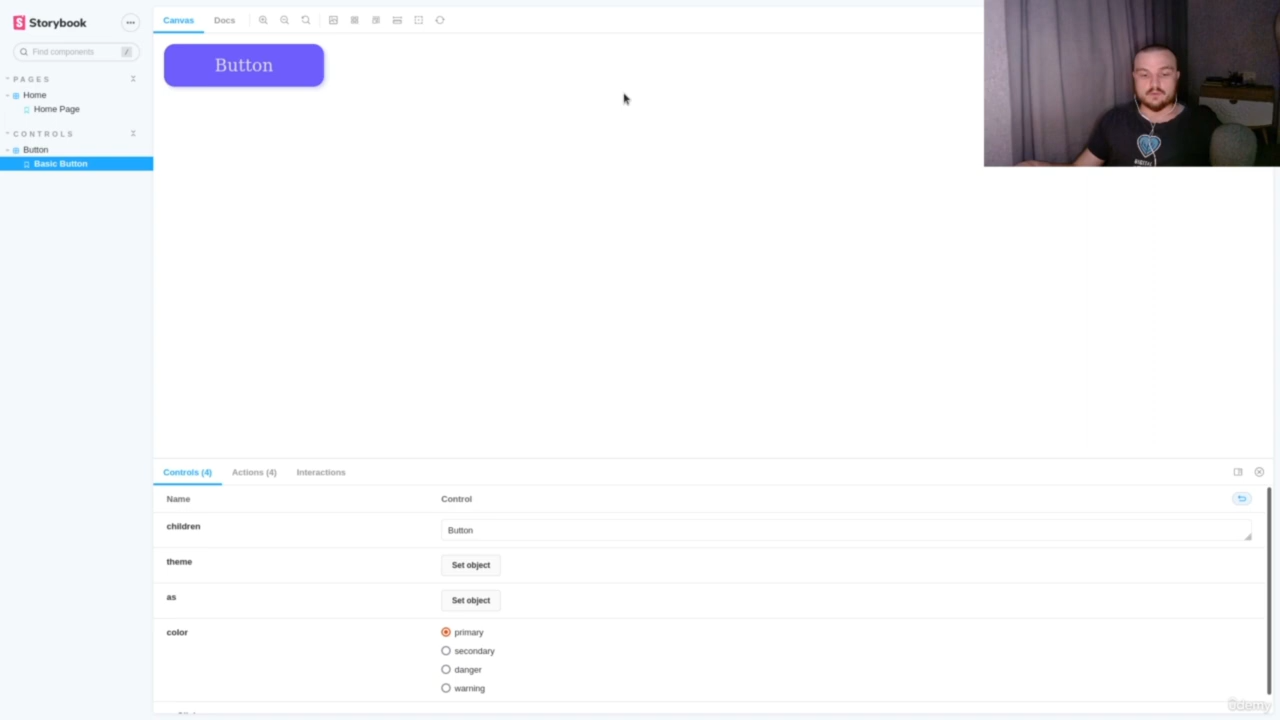 Storybook
Find components /
PAGES
Home
Home Page
CONTROLS
Button
Basic Button
Canvas Docs
Button
Controls (4) Actions (4) Interactions
Name Control
children Button
theme Set object
as Set object
color primary
secondary
danger
warning
ûdemy